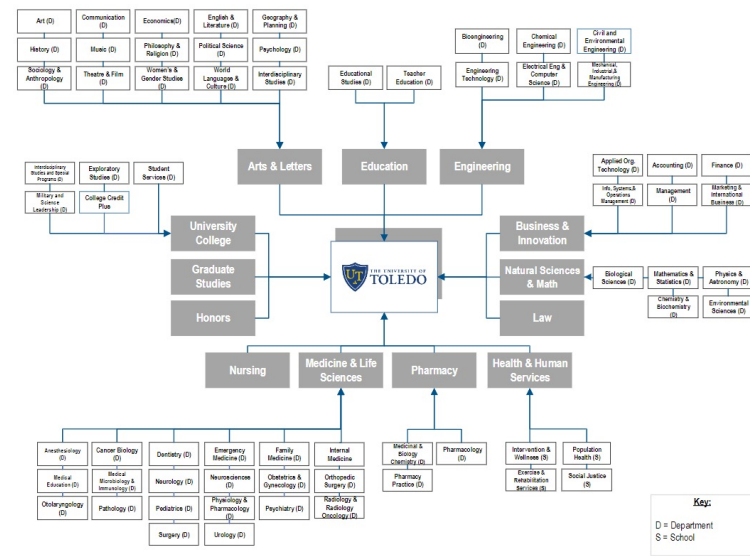 Art (D)
Communication
(D)
Economics(D)
English &
Literature (D)
Geography &
Planning (D)
History (D)
Music (D)
Philosophy &
Religion (D)
Political Science
(D)
Psychology (D)
Sociology &
Anthropology
(D)
Theatre & Film
(D)
Women's &
Gender Studies
(D)
World
Languages &
Culture (D)
Interdisciplinary
Studies (D)
Educational
Studies (D)
Teacher
Education (D)
Bioengineering
(D)
Chemical
Engineering (D)
Civil and
Environmental
Engineering (D)
Engineering
Technology (D)
Electrical Eng &
Computer
Science (D)
Mechanical,
Industrial,&
Manufacturing
Engineering (D)
Arts & Letters
Education
Engineering
Interdisciplinary
Studies and Special
Programs (D)
Exploratory
Studies (D)
Student
Services (D)
Military and
Science
Leadership (D)
College Credit
Plus
Applied Org.
Technology (D)
Accounting (D)
Finance (D)
Info, Systems,&
Operations
Management (D)
Management
(D)
Marketing &
International
Business (D)
University
College
Graduate
Studies
Honors
UT
THE UNIVERSITY OF
TOLEDO
Business &
Innovation
Natural Sciences
& Math
Law
Biological
Sciences (D)
Mathematics &
Statistics (D)
Physics &
Astronomy (D)
Chemistry &
Biochemistry
(D)
Environmental
Sciences (D)
Nursing
Medicine & Life
Sciences
Pharmacy
Health & Human
Services
Anesthesiology
(D)
Cancer Biology
(D)
Dentistry (D)
Emergency
Medicine (D)
Family
Medicine (D)
Internal
Medicine
Medical
Education (D)
Medical
Microbiology &
Immunology (D)
Neurology (D)
Neurosciences
(D)
Obstetrics &
Gynecology (D)
Orthopedic
Surgery (D)
Otolaryngology
(D)
Pathology (D)
Pediatrics (D)
Physiology &
Pharmacology
(D)
Psychiatry (D)
Radiology &
Radiology
Oncology (D)
Surgery (D)
Urology (D)
Medicinal &
Biology
Chemistry (D)
Pharmacology
(D)
Pharmacy
Practice (D)
Intervention &
Wellness (S)
Population
Health (S)
Exercise &
Rehabilitation
Services (S)
Social Justice
(S)
Key:
D = Department
S = School